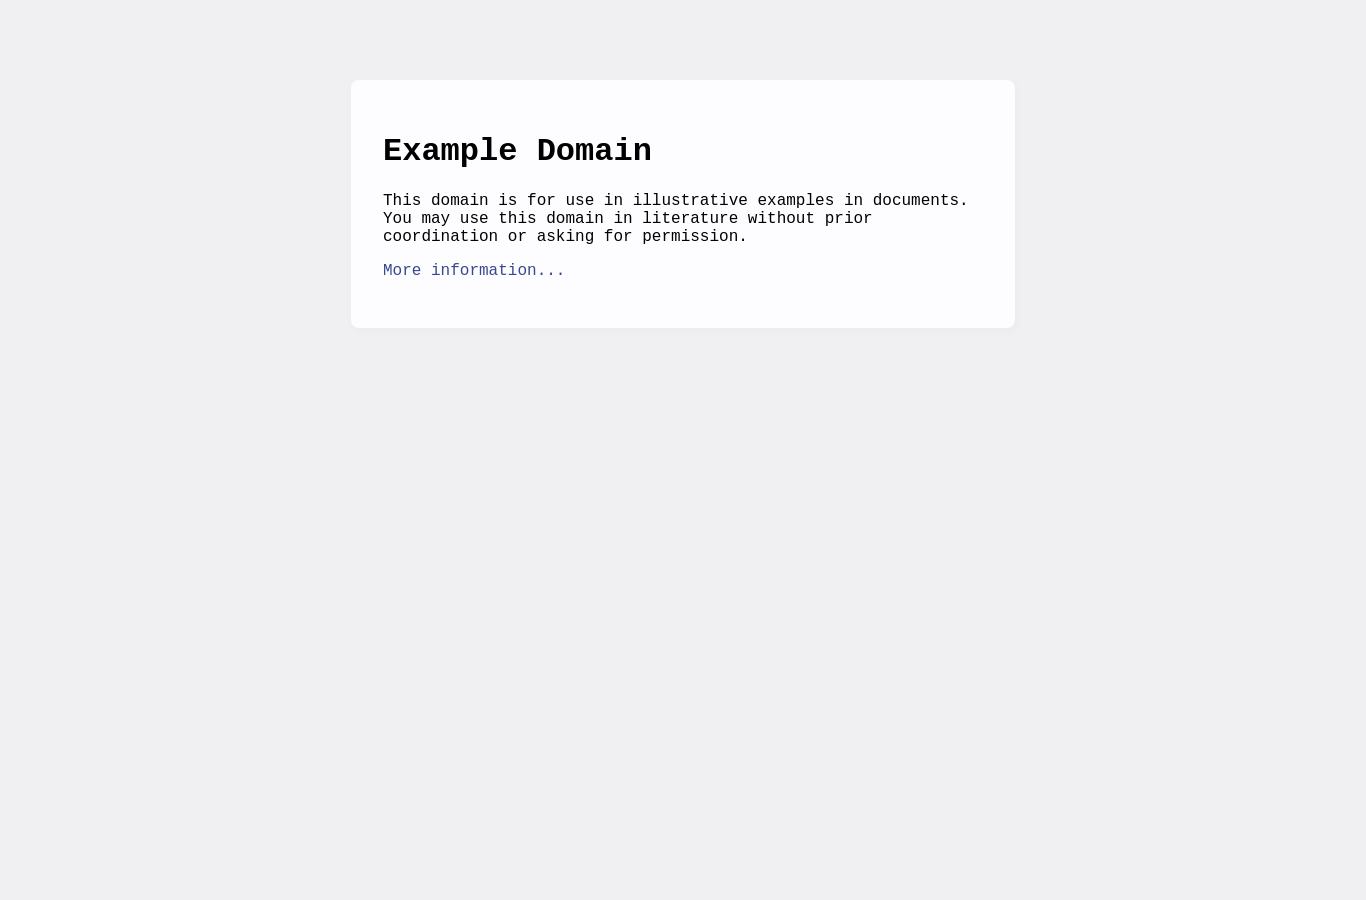 Example Domain
This domain is for use in illustrative examples in documents.
You may use this domain in literature without prior
coordination or asking for permission.
More information...